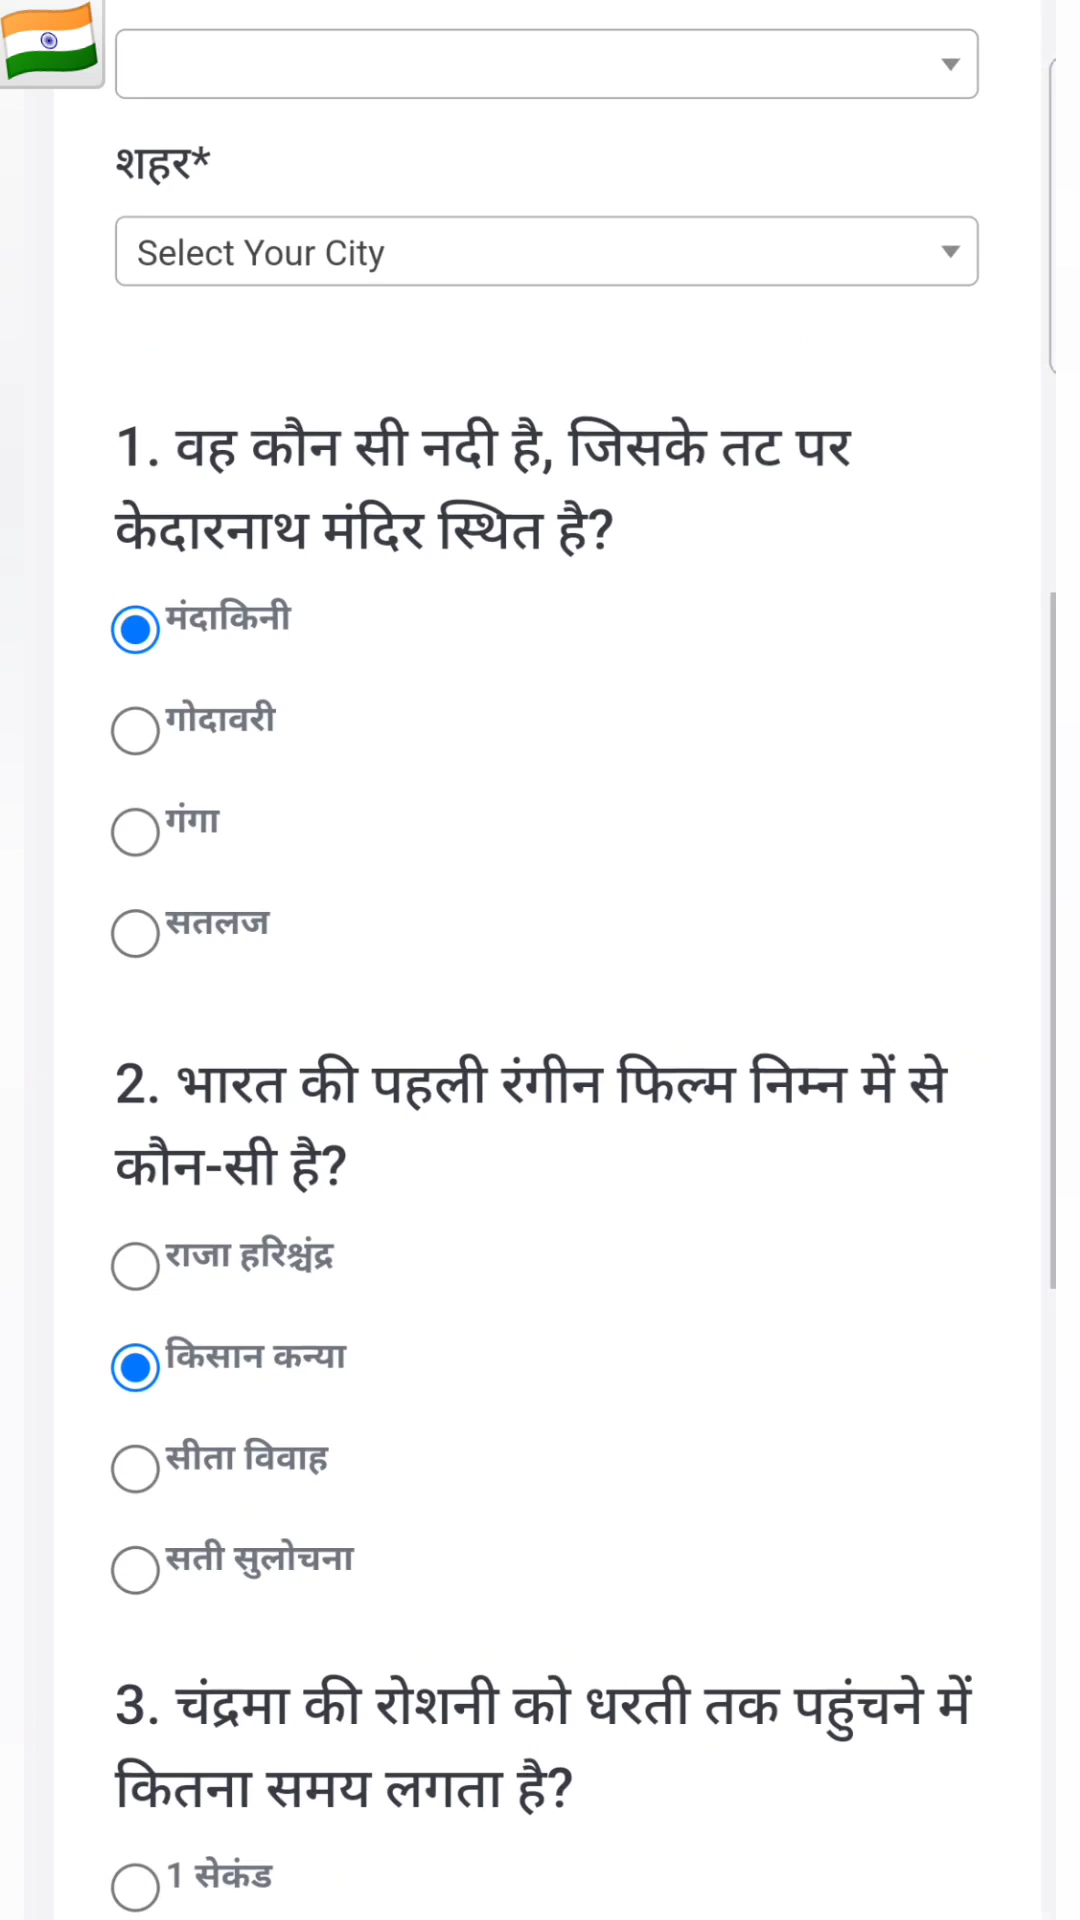 शहर*
Select Your City
1. वह कौन सी नदी है, जिसके तट पर
केदारनाथ मंदिर स्थित है?
मंदाकिनी
गोदावरी
गंगा
सतलज
2. भारत की पहली रंगीन फिल्म निम्न में से
कौन-सी है?
राजा हरिश्चंद्र
किसान कन्या
सीता विवाह
सती सुलोचना
3. चंद्रमा की रोशनी को धरती तक पहुंचने में
कितना समय लगता है?
1 सेकंड